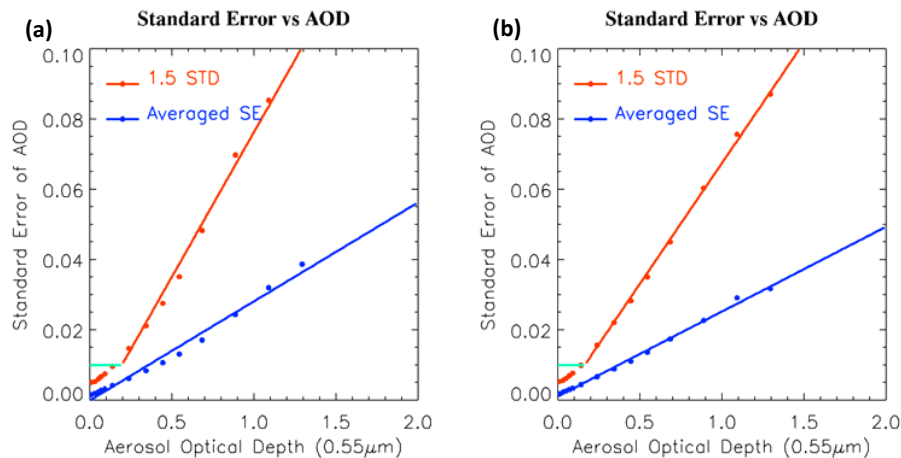 (a)
Standard Error vs AOD
0.10
0.08
0.06
0.04
0.02
0.00
Standard Error of AOD
1.5 STD
Averaged SE
0.0 0.5 1.0 1.5 2.0
Aerosol Optical Depth (0.55μm)
(b)
Standard Error vs AOD
0.10
0.08
0.06
0.04
0.02
0.00
Standard Error of AOD
1.5 STD
Averaged SE
0.0 0.5 1.0 1.5 2.0
Aerosol Optical Depth (0.55μm)